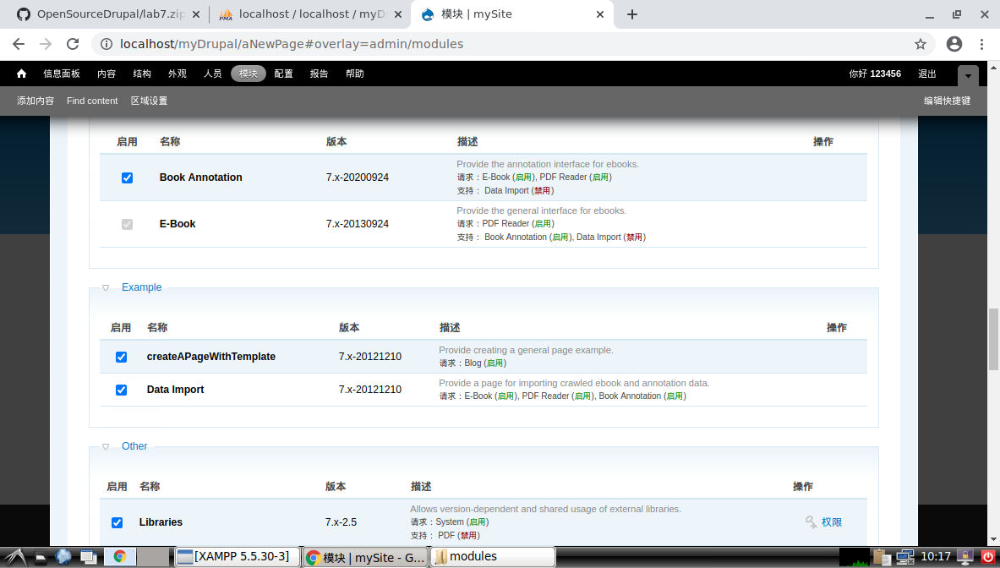 OpenSourceDrupal/lab7.zip
localhost / localhost / myD
模块 | mySite
localhost/myDrupal/aNewPage#overlay=admin/modules
信息面板 内容 结构 外观 人员 模块 配置 报告 帮助 你好 123456 退出
添加内容 Find content 区域设置 编辑快捷键
启用 名称 版本 描述 操作
Book Annotation 7.x-20200924 Provide the annotation interface for ebooks.
请求：E-Book (启用), PDF Reader (启用)
支持： Data Import (禁用)
E-Book 7.x-20130924 Provide the general interface for ebooks.
请求：PDF Reader (启用)
支持： Book Annotation (启用), Data Import (禁用)
Example
启用 名称 版本 描述 操作
createAPageWithTemplate 7.x-20121210 Provide creating a general page example.
请求：Blog (启用)
Data Import 7.x-20121210 Provide a page for importing crawled ebook and annotation data.
请求：E-Book (启用), PDF Reader (启用), Book Annotation (启用)
Other
启用 名称 版本 描述 操作
Libraries 7.x-2.5 Allows version-dependent and shared usage of external libraries.
请求：System (启用)
支持： PDF (禁用)
权限
[XAMPP 5.5.30-3] 模块 | mySite - G... modules 10:17